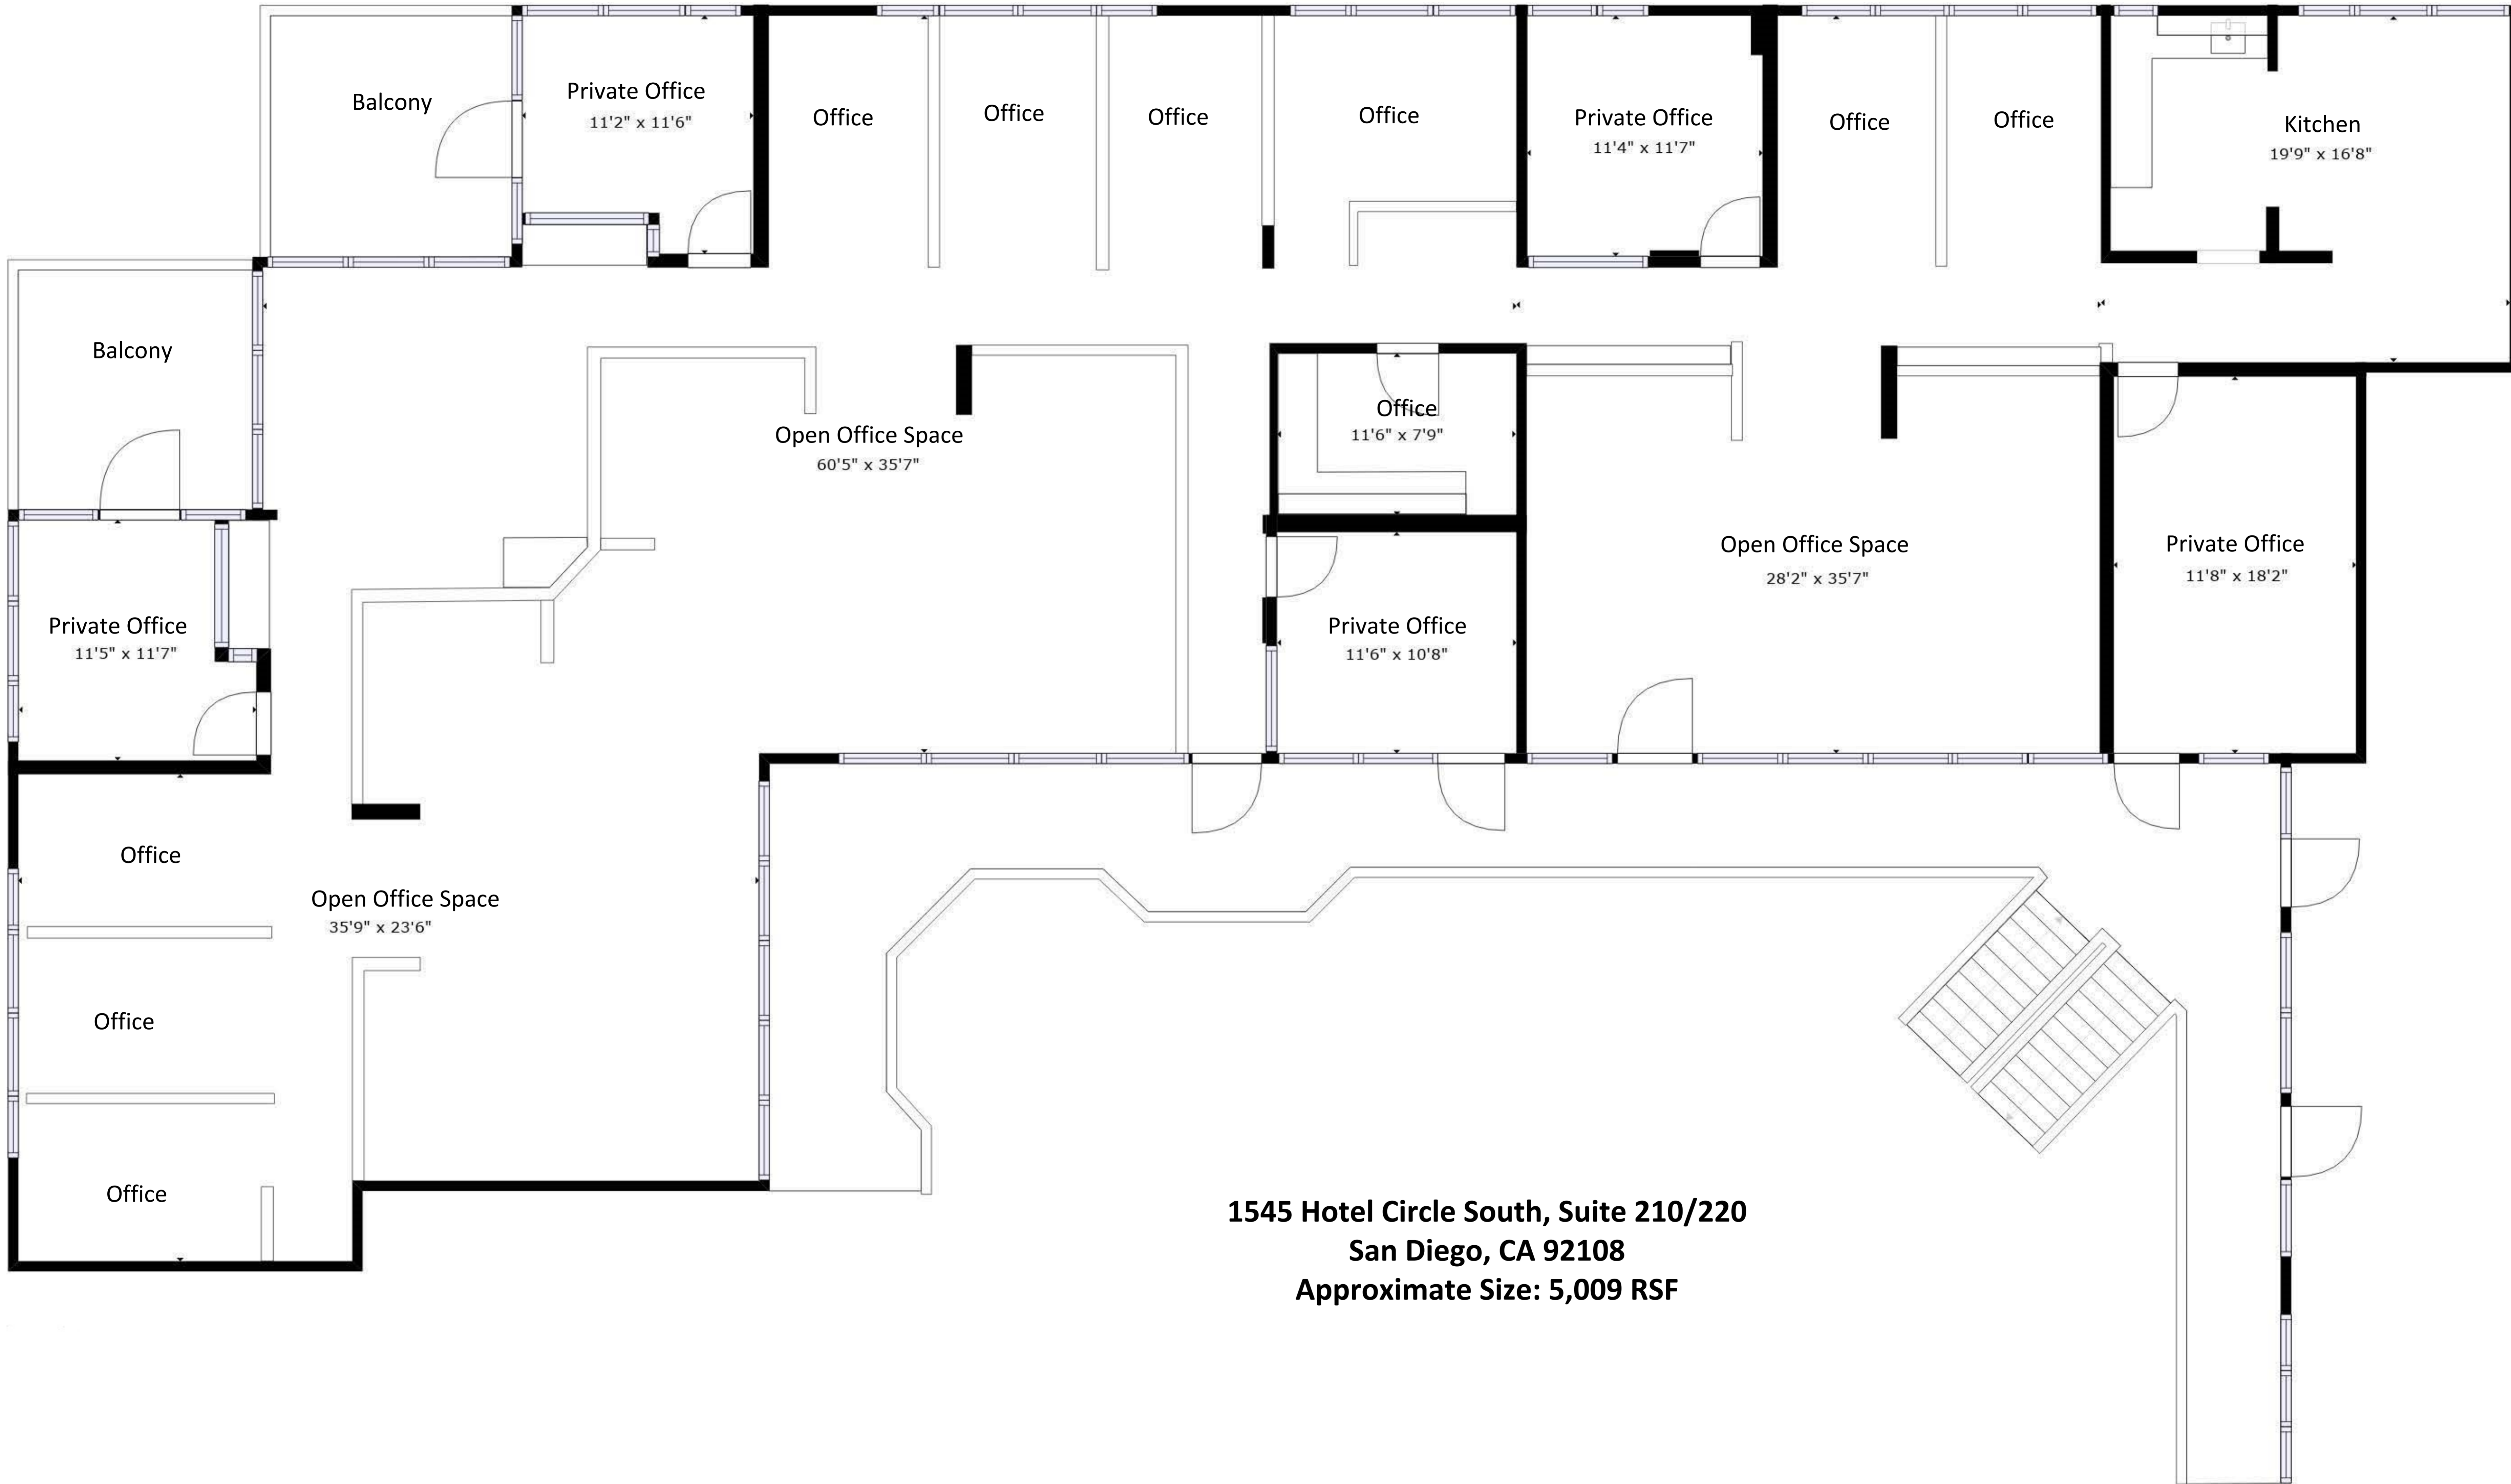 Balcony
Private Office
11'2" x 11'6"
Office
Office
Office
Office
Private Office
11'4" x 11'7"
Office
Office
Kitchen
19'9" x 16'8"
Balcony
Open Office Space
60'5" x 35'7"
Office
11'6" x 7'9"
Open Office Space
28'2" x 35'7"
Private Office
11'8" x 18'2"
Private Office
11'5" x 11'7"
Private Office
11'6" x 10'8"
Office
Open Office Space
35'9" x 23'6"
Office
Office
1545 Hotel Circle South, Suite 210/220
San Diego, CA 92108
Approximate Size: 5,009 RSF